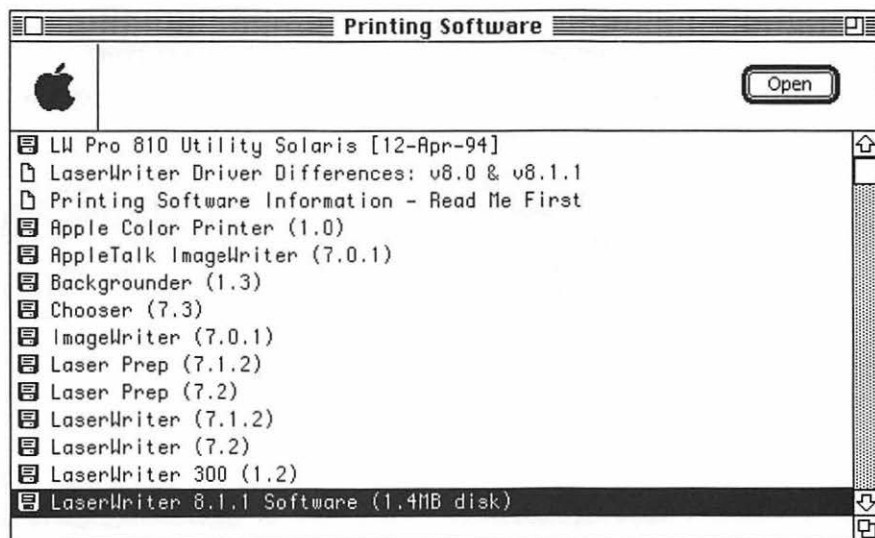 Printing Software
Open
LW Pro 810 Utility Solaris [12-Apr-94]
LaserWriter Driver Differences: v8.0 & v8.1.1
Printing Software Information - Read Me First
Apple Color Printer (1.0)
AppleTalk ImageWriter (7.0.1)
Backgrounder (1.3)
Chooser (7.3)
ImageWriter (7.0.1)
Laser Prep (7.1.2)
Laser Prep (7.2)
LaserWriter (7.1.2)
LaserWriter (7.2)
LaserWriter 300 (1.2)
LaserWriter 8.1.1 Software (1.4MB disk)